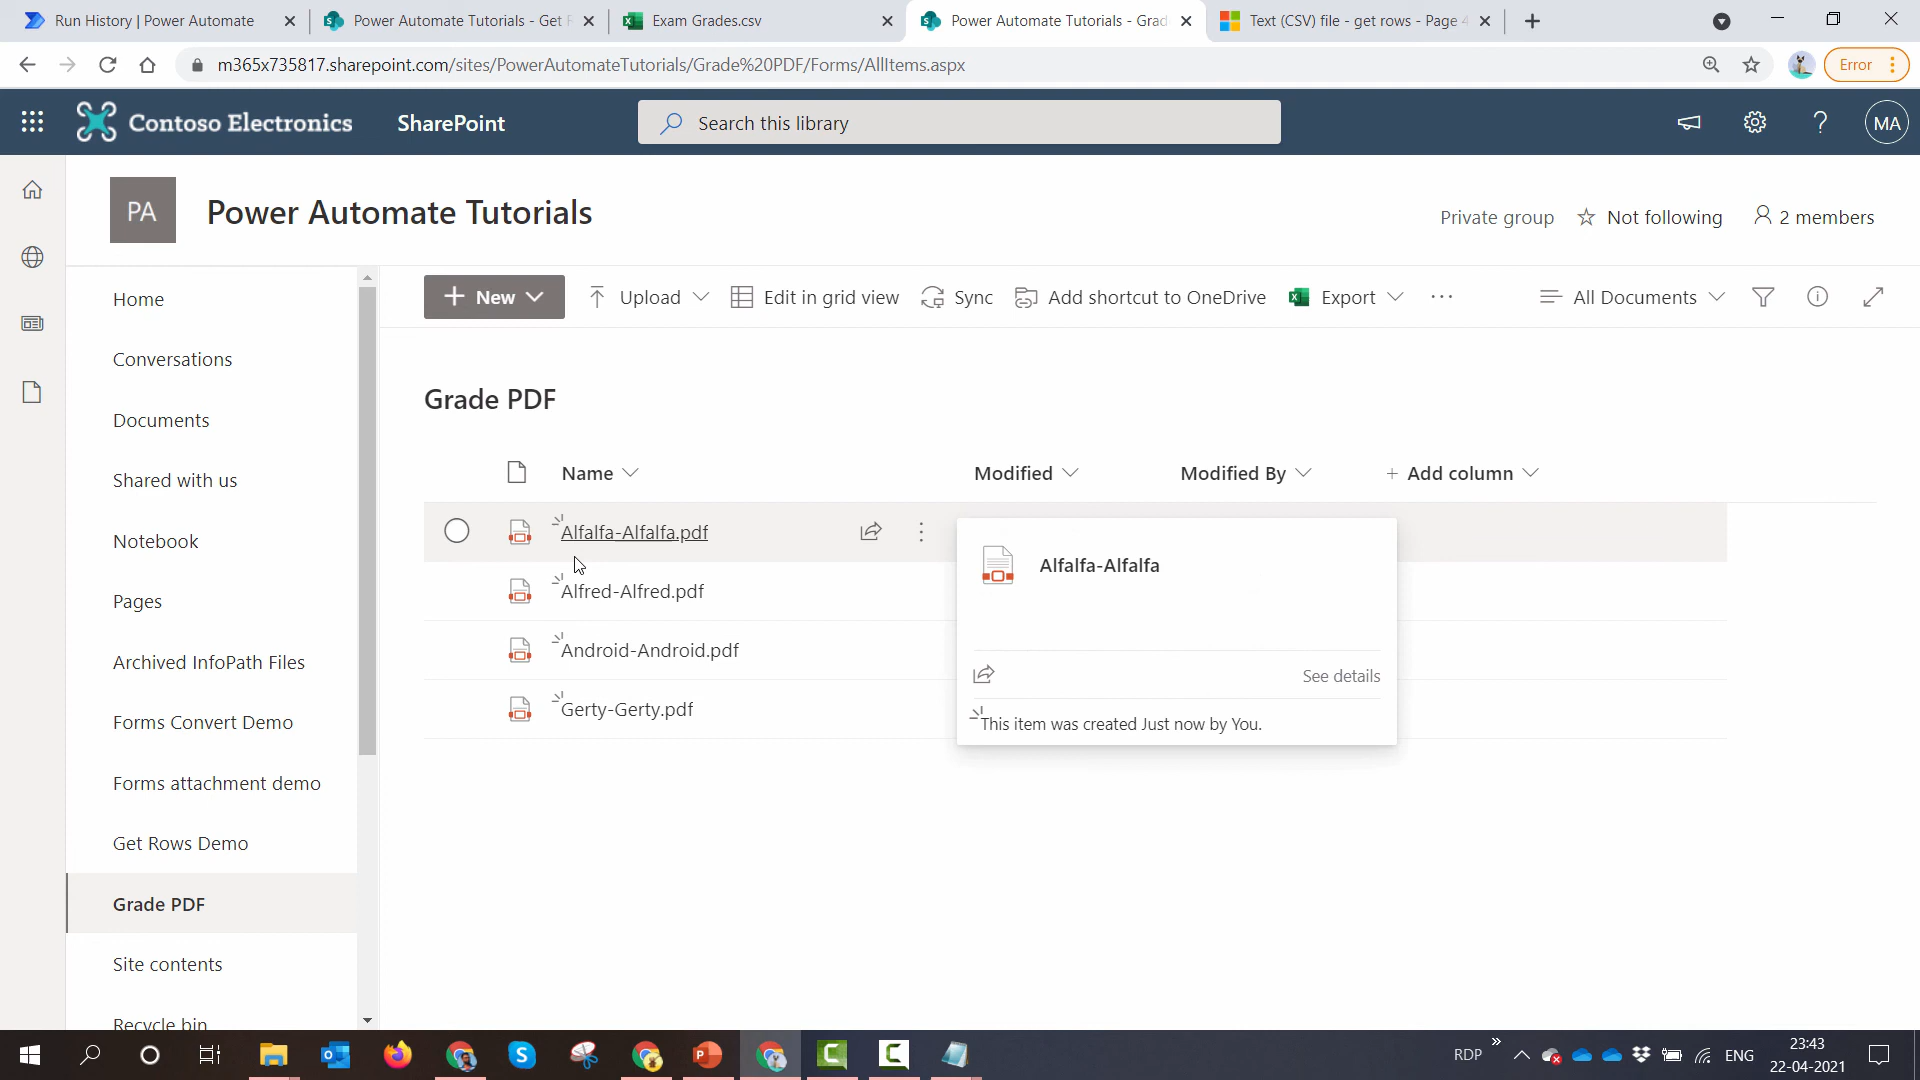 Run History | Power Automate
Power Automate Tutorials - Get R
Exam Grades.csv
Power Automate Tutorials - Grad
Text (CSV) file - get rows - Page 4
m365x735817.sharepoint.com/sites/PowerAutomateTutorials/Grade%20PDF/Forms/AllItems.aspx
Error
Contoso Electronics
SharePoint
Search this library
MA
PA
Power Automate Tutorials
Private group
Not following
2 members
Home
Conversations
Documents
Shared with us
Notebook
Pages
Archived InfoPath Files
Forms Convert Demo
Forms attachment demo
Get Rows Demo
Grade PDF
Site contents
Recycle bin
New
Upload
Edit in grid view
Sync
Add shortcut to OneDrive
Export
All Documents
Grade PDF
Name
Modified
Modified By
Add column
Alfalfa-Alfalfa.pdf
Alfred-Alfred.pdf
Android-Android.pdf
Gerty-Gerty.pdf
Alfalfa-Alfalfa
See details
This item was created Just now by You.
RDP
ENG
23:43
22-04-2021